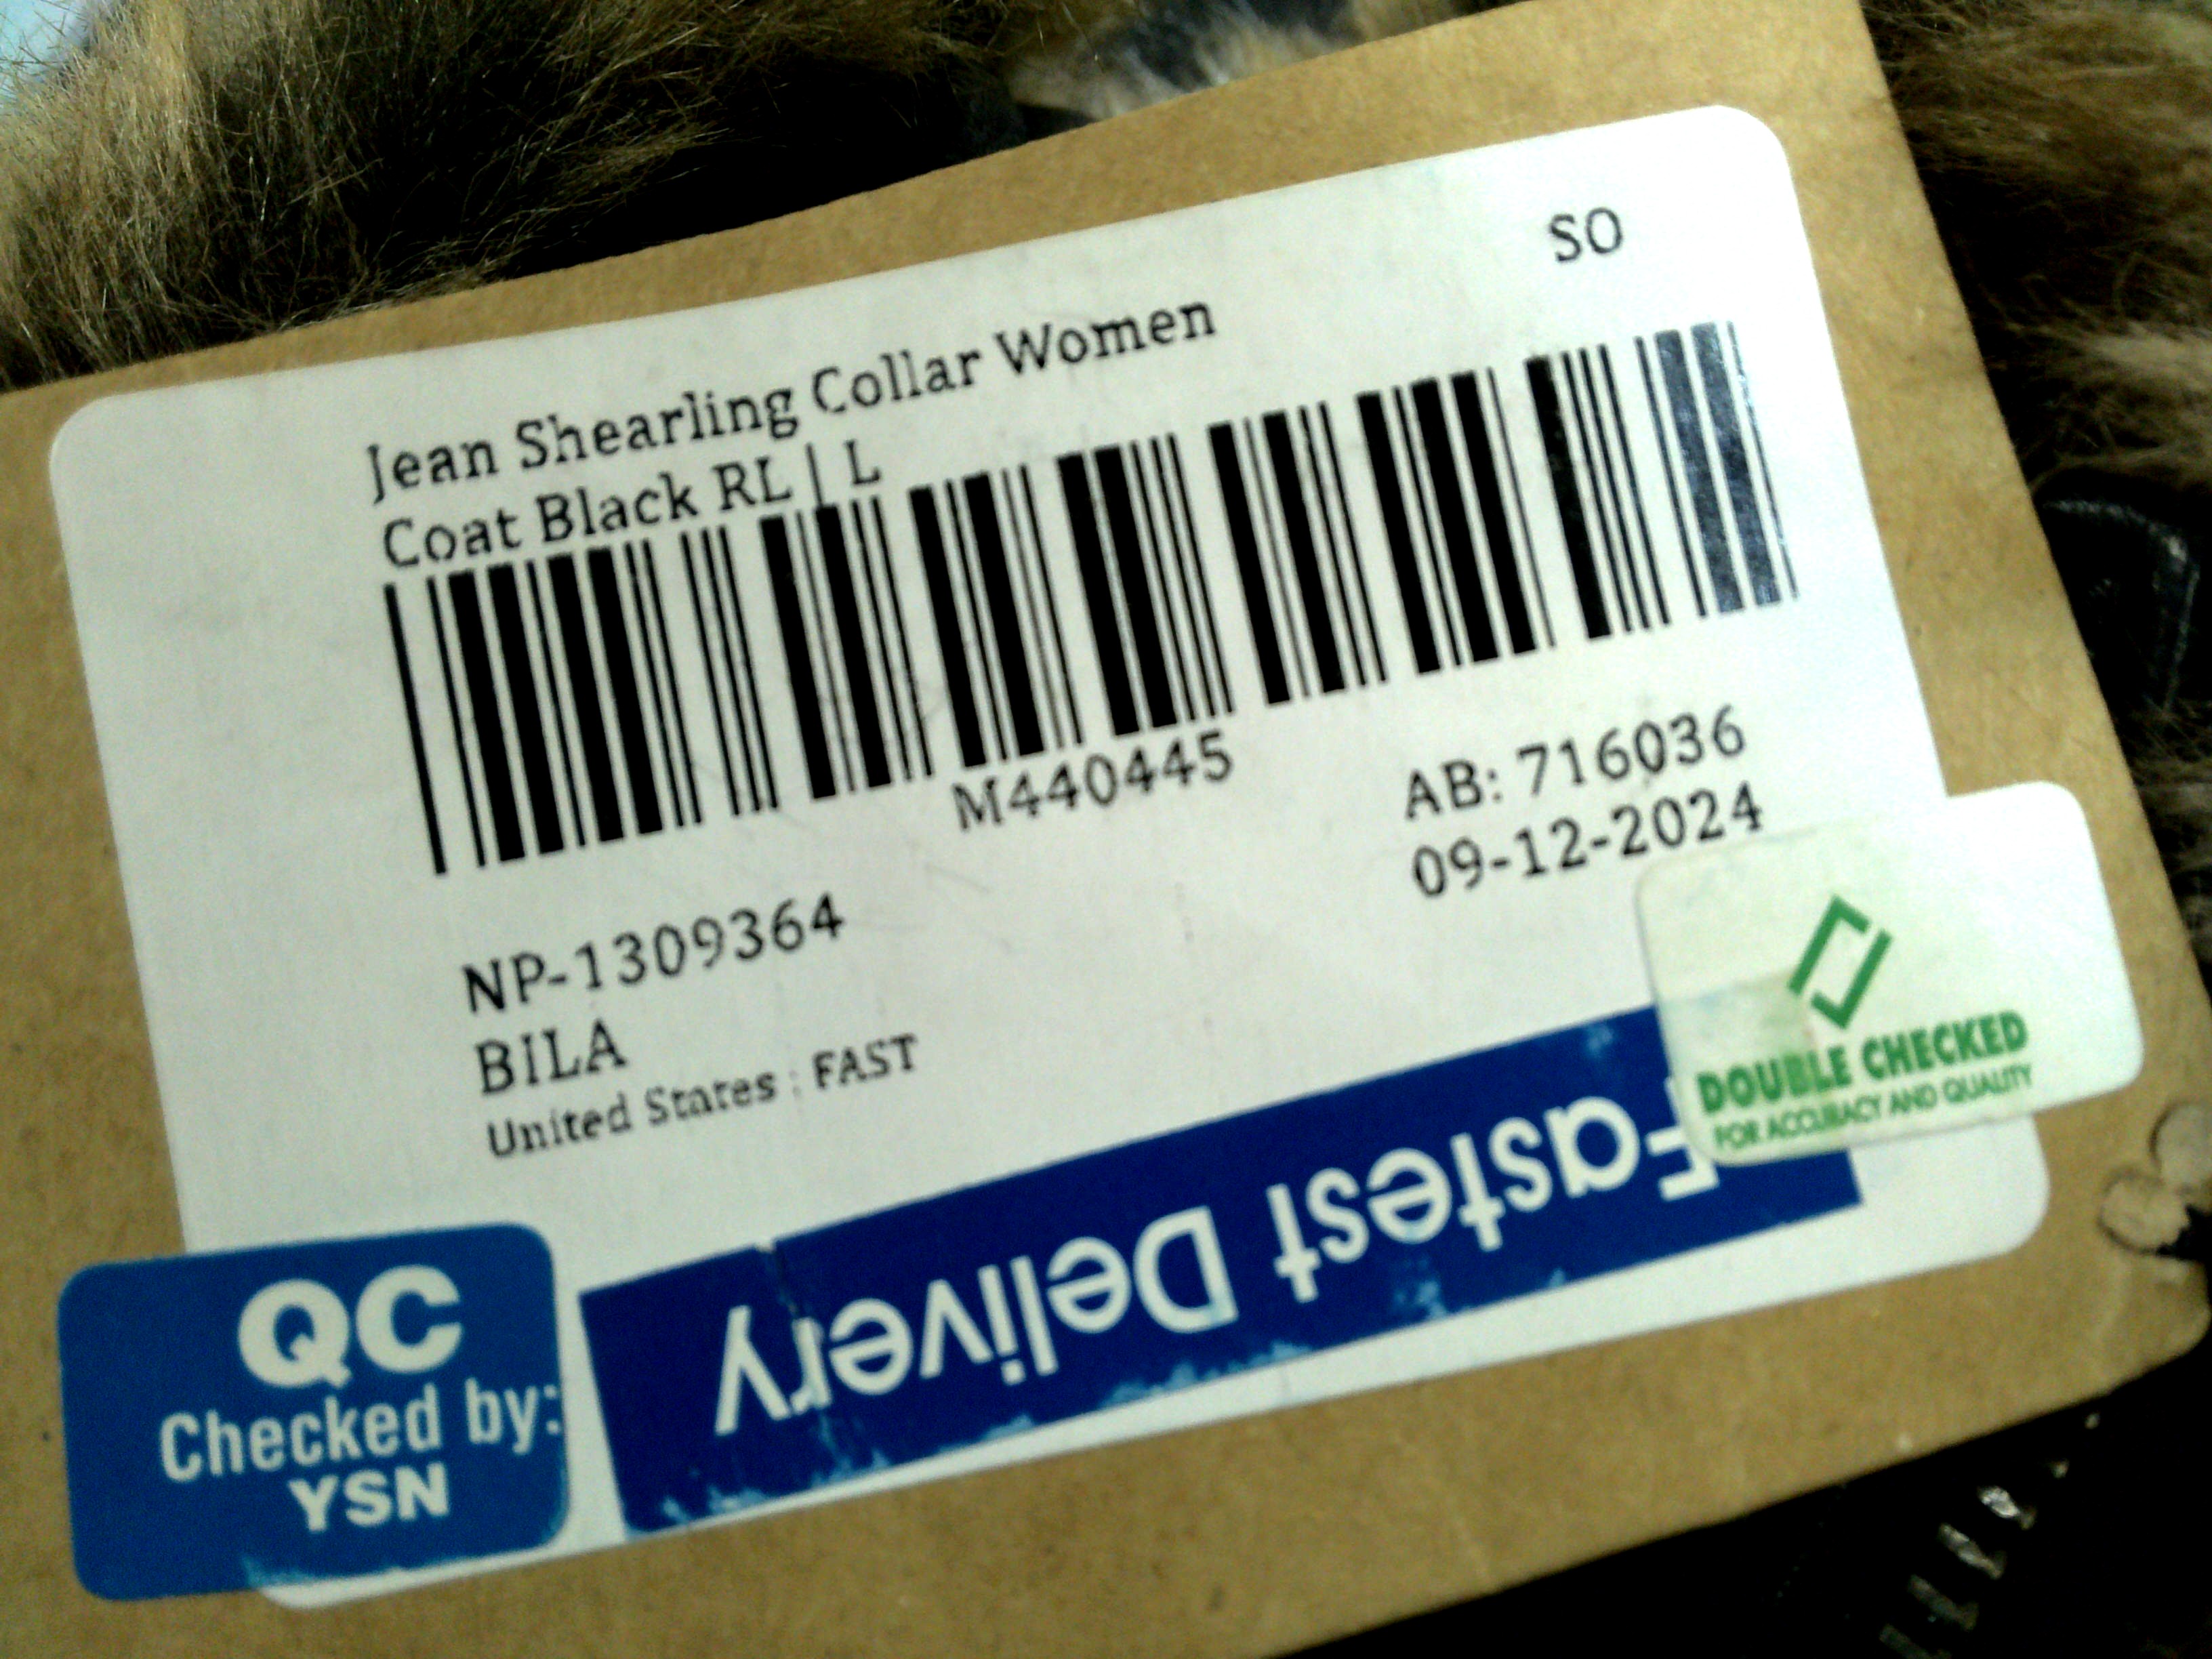 SO
Jean Shearling Collar Women
Coat Black RL | L
M440445
AB: 716036
09-12-2024
NP-1309364
BILA
United States : FAST
DOUBLE CHECKED
FOR ACCURACY AND QUALITY
Fastest Delivery
QC
Checked by:
YSN